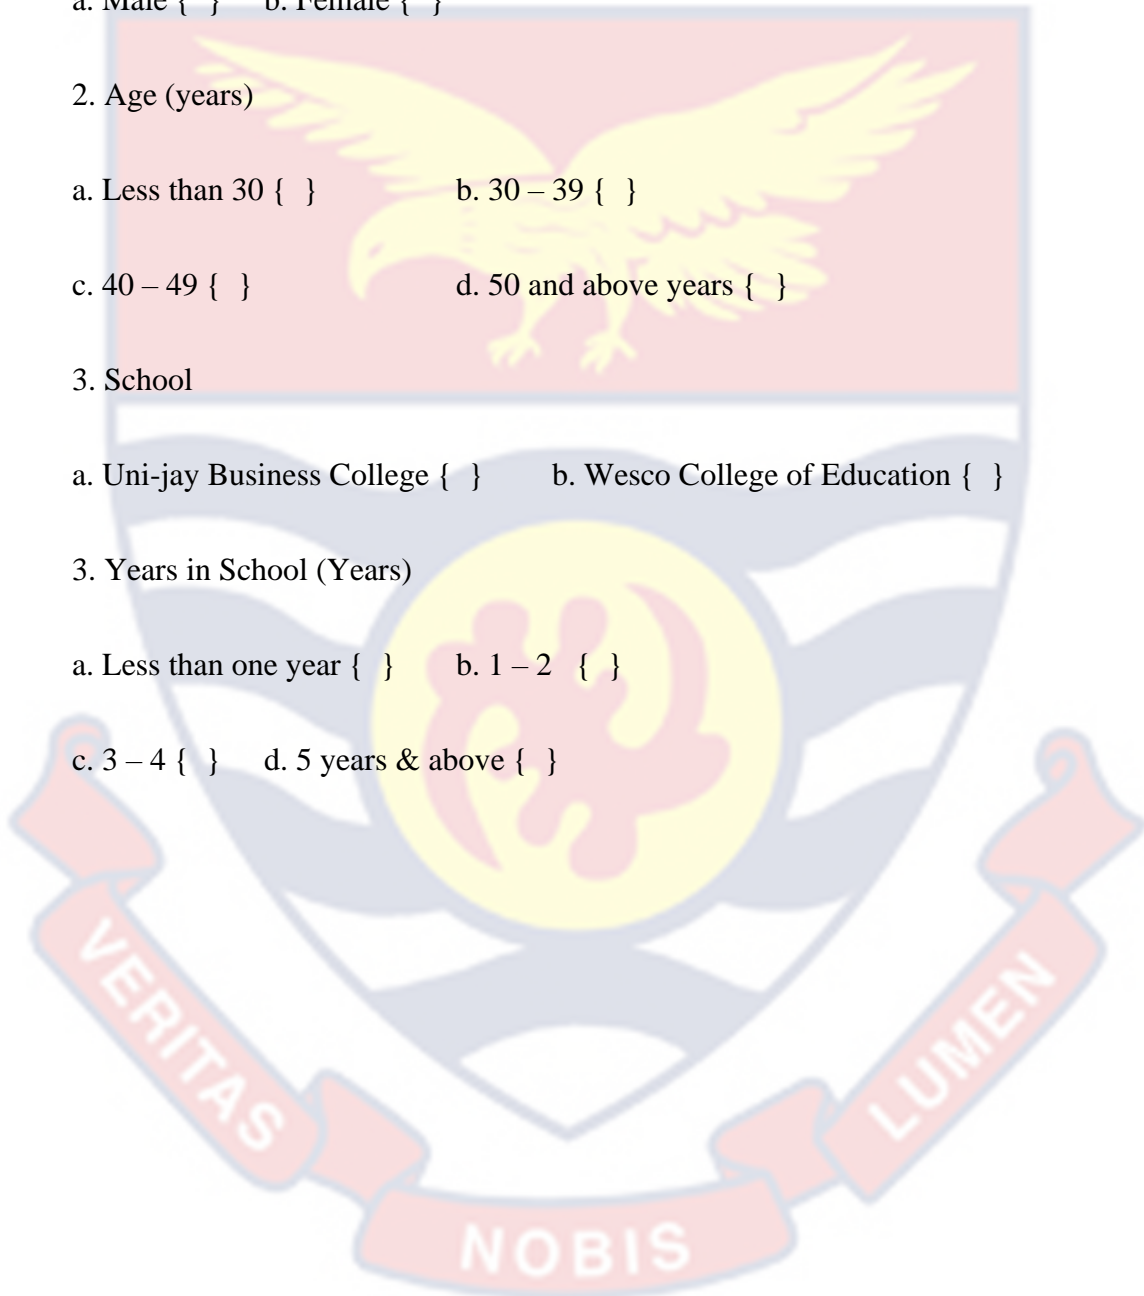 a. Male { } b. Female { }
2. Age (years)
a. Less than 30 { } b. 30 – 39 { }
c. 40 – 49 { } d. 50 and above years { }
3. School
a. Uni-jay Business College { } b. Wesco College of Education { }
3. Years in School (Years)
a. Less than one year { } b. 1 – 2 { }
c. 3 – 4 { } d. 5 years & above { }
VERITAS
NOBIS
LUMEN